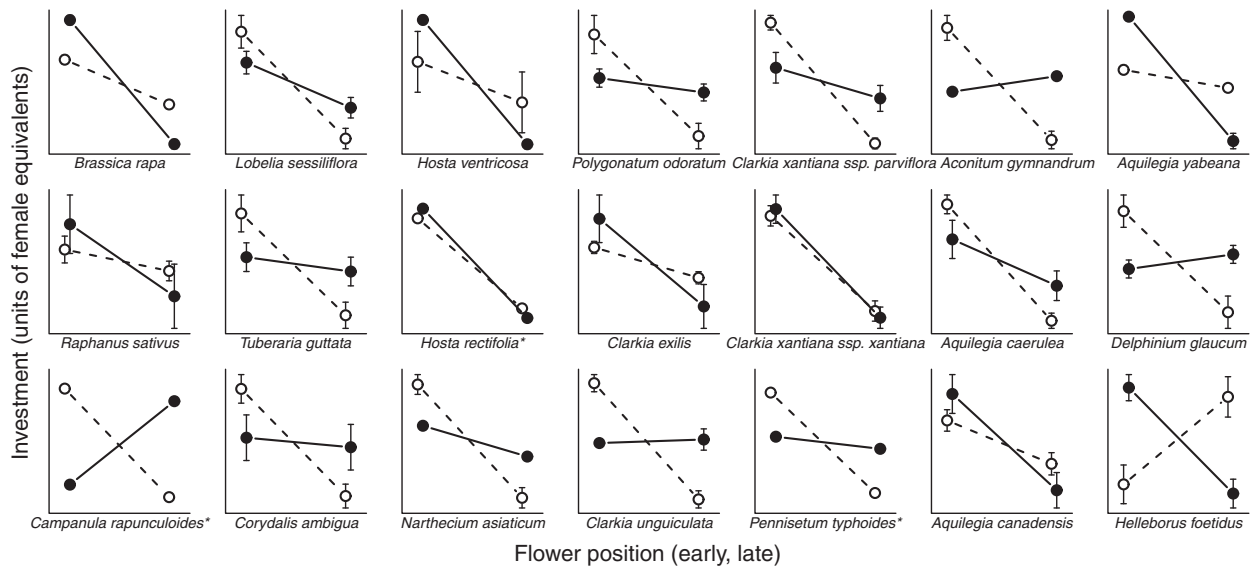 Investment (units of female equivalents)
Brassica rapa
Lobelia sessiliflora
Hosta ventricosa
Polygonatum odoratum
Clarkia xantiana ssp. parviflora
Aconitum gymnandrum
Aquilegia yabeana
Raphanus sativus
Tuberaria guttata
Hosta rectifolia*
Clarkia exilis
Clarkia xantiana ssp. xantiana
Aquilegia caerulea
Delphinium glaucum
Campanula rapunculoides*
Corydalis ambigua
Narthecium asiaticum
Clarkia unguiculata
Pennisetum typhoides*
Aquilegia canadensis
Helleborus foetidus
Flower position (early, late)